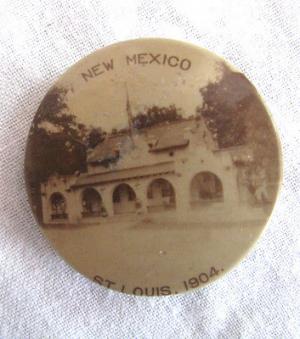 NEW MEXICO
ST. LOUIS. 1904.